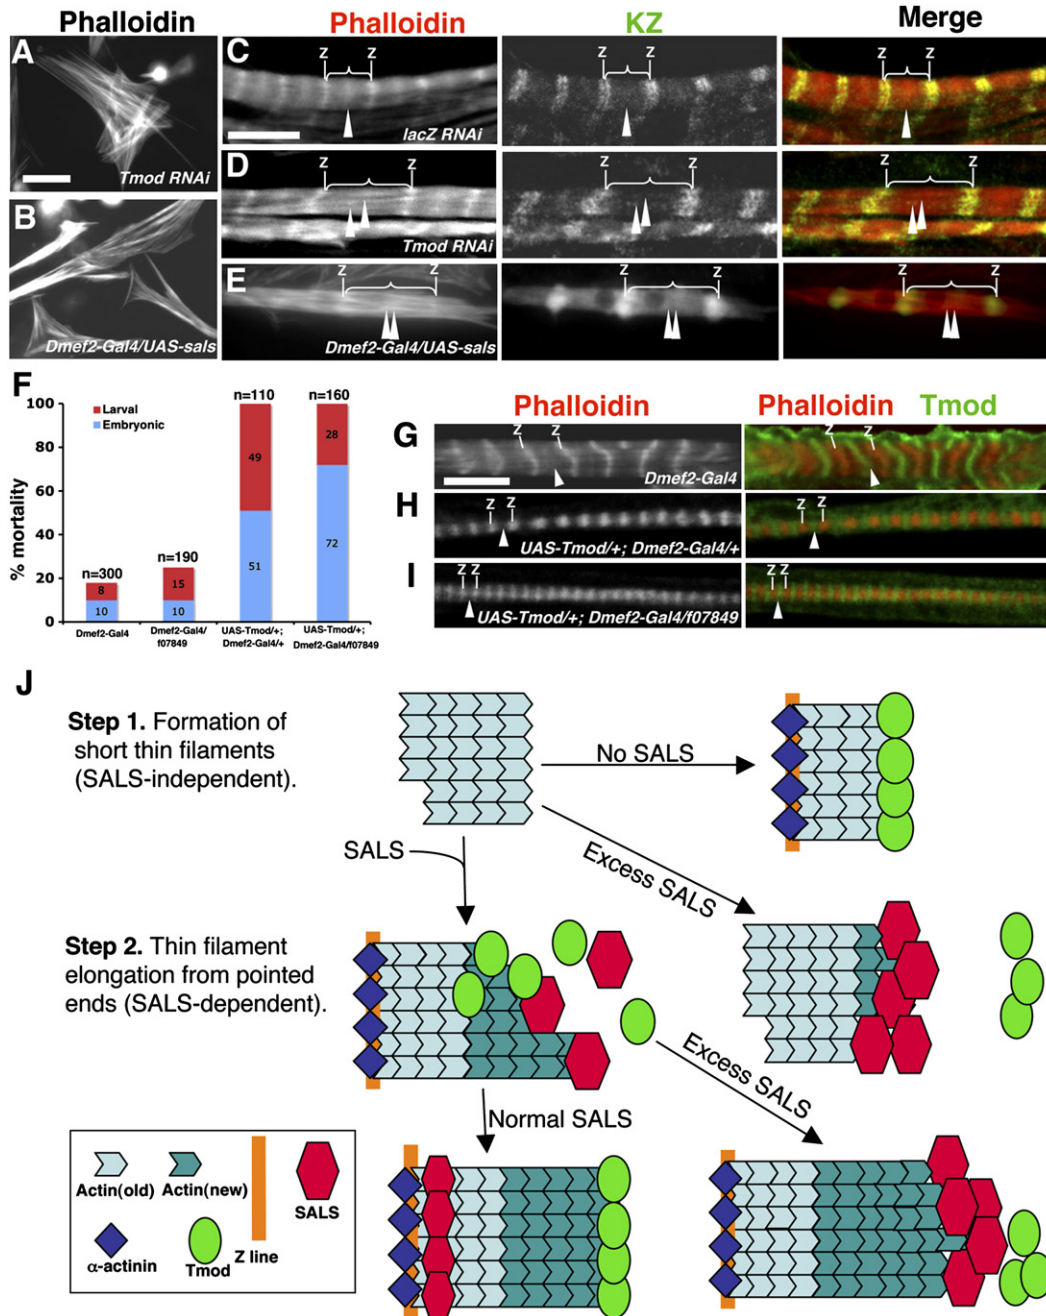 Phalloidin Phalloidin KZ Merge
A
Tmod RNAi
B
Dmef2-Gal4/UAS-sals
C Z Z Z Z Z Z
lacZ RNAi
D Z Z Z Z Z Z
Tmod RNAi
E Z Z Z Z Z Z
Dmef2-Gal4/UAS-sals
F
% mortality
100
80
60
40
20
0
Larval
Embryonic
n=300
8
10
n=190
15
10
n=110
49
51
n=160
28
72
Dmef2-Gal4
Dmef2-Gal4/
f07849
UAS-Tmod/+;
Dmef2-Gal4/+
UAS-Tmod/+;
Dmef2-Gal4/f07849
Phalloidin Phalloidin Tmod
G Z Z Z Z
Dmef2-Gal4
H Z Z Z Z
UAS-Tmod/+; Dmef2-Gal4/+
I Z Z Z Z
UAS-Tmod/+; Dmef2-Gal4/f07849
J
Step 1. Formation of
short thin filaments
(SALS-independent).
No SALS
SALS
Excess SALS
Step 2. Thin filament
elongation from pointed
ends (SALS-dependent).
Excess SALS
Normal SALS
Actin(old) Actin(new)
SALS
α-actinin
Tmod
Z line